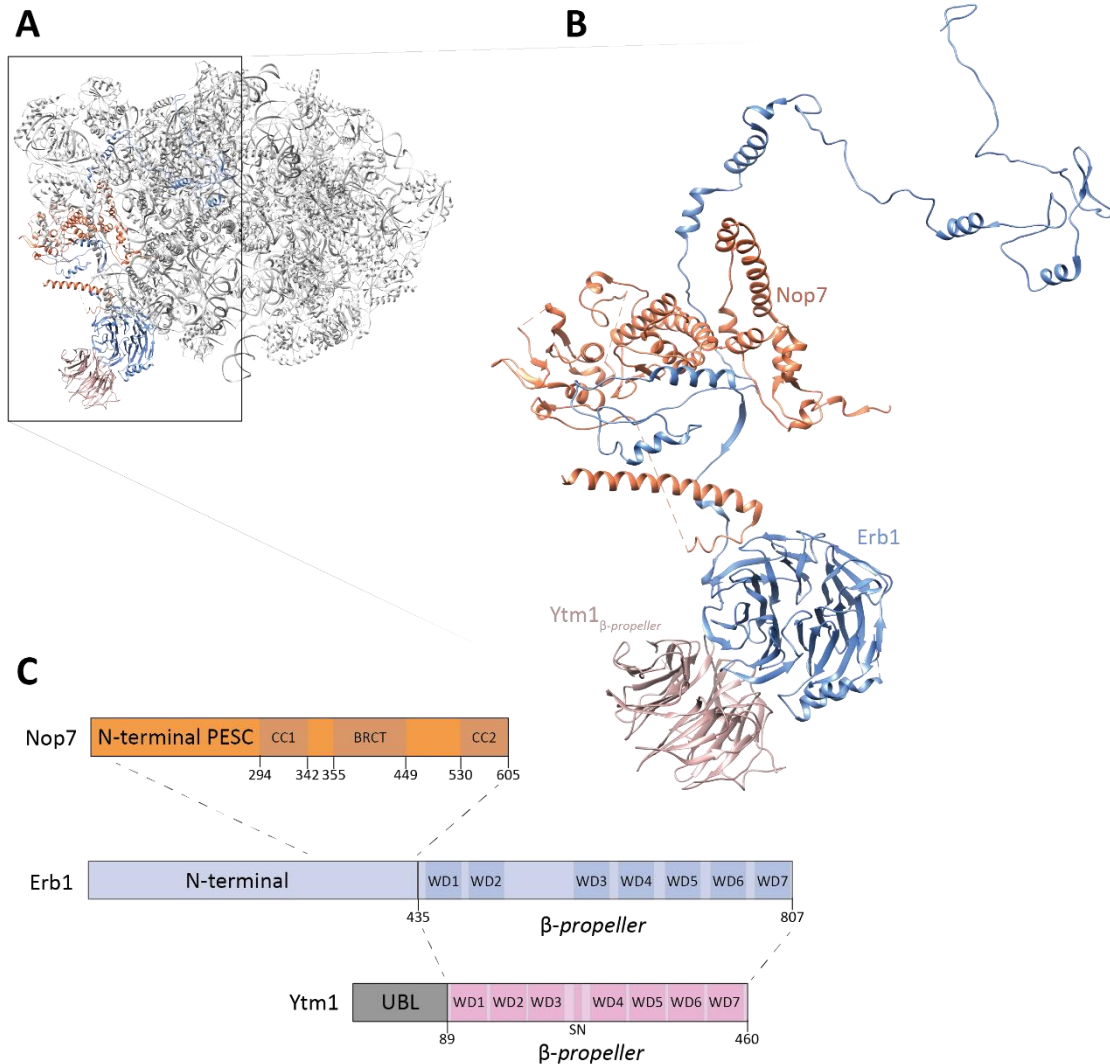 A
B
Nop7
Erb1
Ytm1β-propeller
C
Nop7
N-terminal PESC CC1 BRCT CC2
294 342 355 449 530 605
Erb1
N-terminal WD1 WD2 WD3 WD4 WD5 WD6 WD7
435 807
β-propeller
Ytm1
UBL WD1 WD2 WD3 WD4 WD5 WD6 WD7
89 SN 460
β-propeller